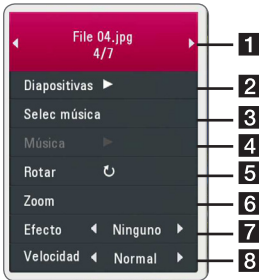 File 04.jpg
4/7
1
Diapositivas ▶ 2
Selec música 3
Música ▶ 4
Rotar ↻ 5
Zoom 6
Efecto ◀ Ninguno ▶ 7
Velocidad ◀ Normal ▶ 8